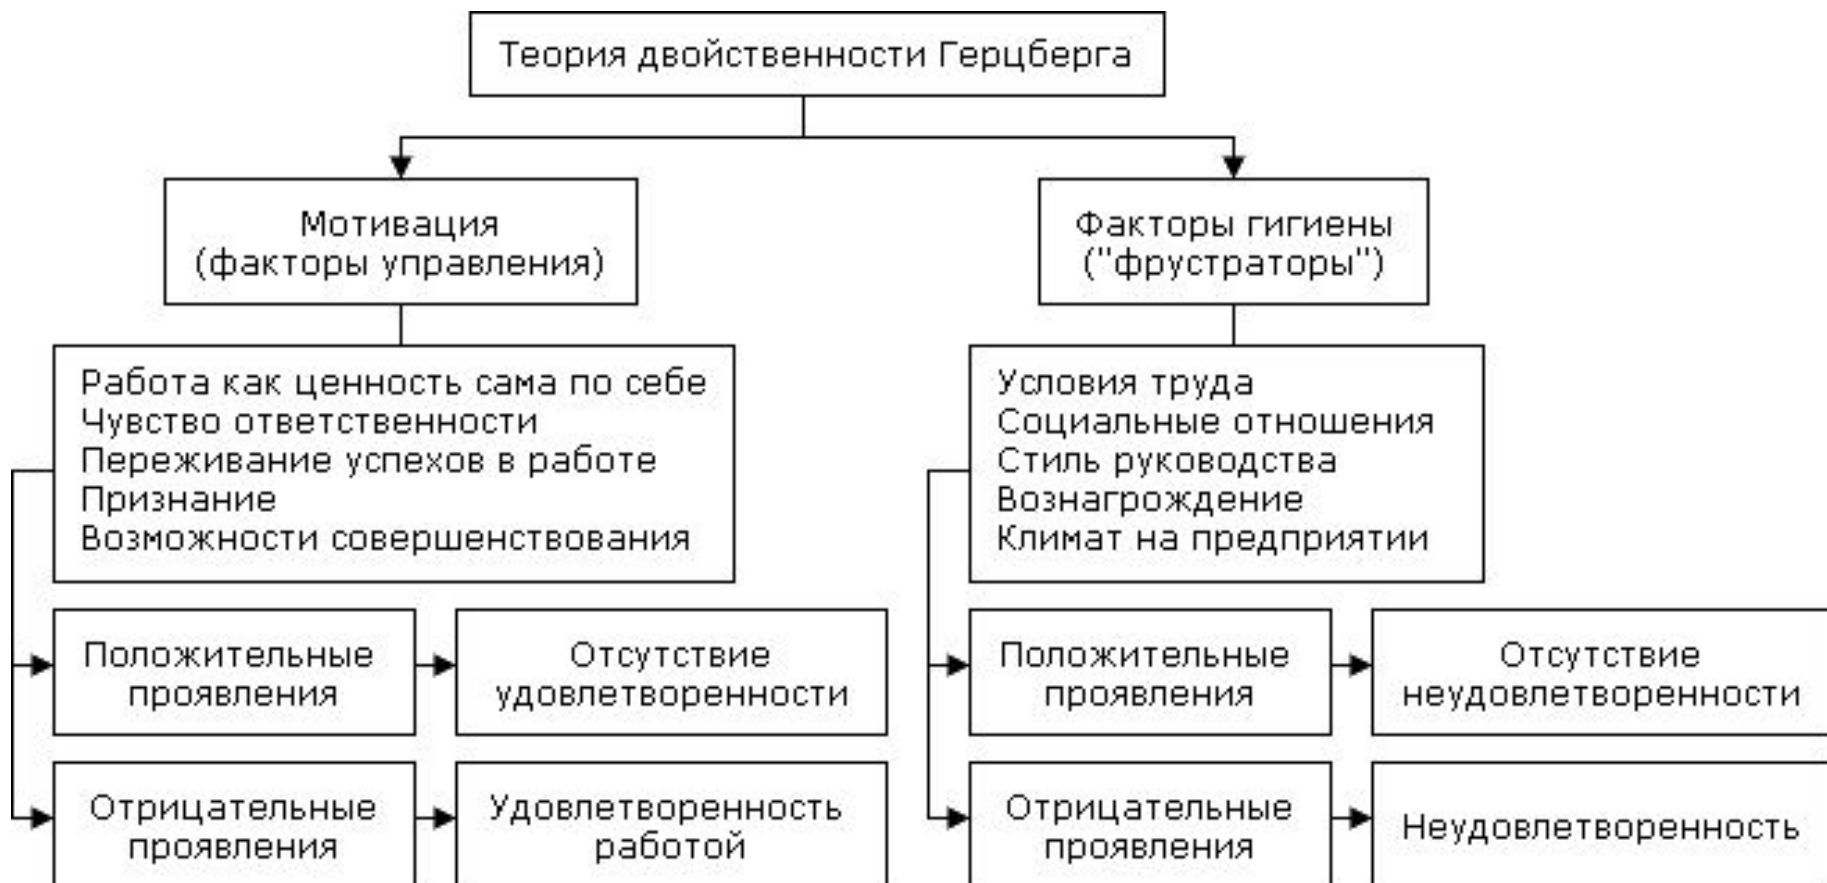 Теория двойственности Герцберга
Мотивация
(факторы управления)
Факторы гигиены
("фрустраторы")
Работа как ценность сама по себе
Чувство ответственности
Переживание успехов в работе
Признание
Возможности совершенствования
Условия труда
Социальные отношения
Стиль руководства
Вознагрождение
Климат на предприятии
Положительные
проявления
Отсутствие
удовлетворенности
Положительные
проявления
Отсутствие
неудовлетворенности
Отрицательные
проявления
Удовлетворенность
работой
Отрицательные
проявления
Неудовлетворенность